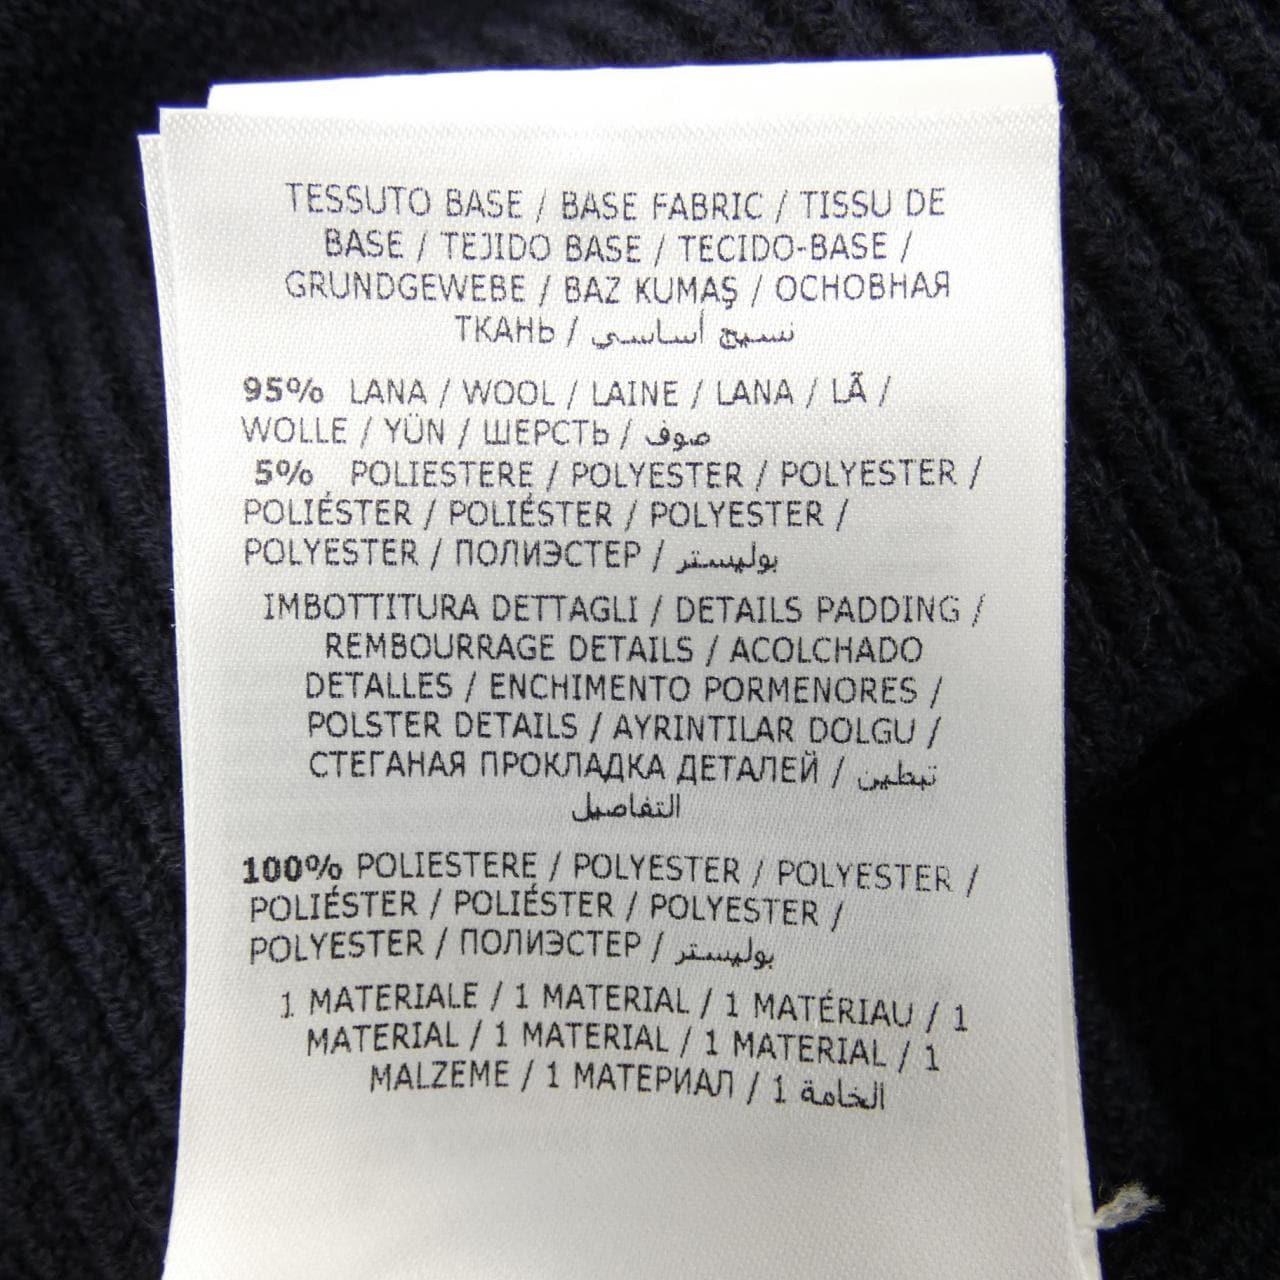 TESSUTO BASE / BASE FABRIC / TISSU DE
BASE / TEJIDO BASE / TECIDO-BASE /
GRUNDGEWEBE / BAZ KUMAŞ / ОСНОВНАЯ
ТКАНЬ / نسيج أساسي
95% LANA / WOOL / LAINE / LANA / LÃ /
WOLLE / YÜN / ШЕРСТЬ / صوف
5% POLIESTERE / POLYESTER / POLYESTER /
POLIÉSTER / POLIÉSTER / POLYESTER /
POLYESTER / ПОЛИЭСТЕР / بوليستر
IMBOTTITURA DETTAGLI / DETAILS PADDING /
REMBOURRAGE DETAILS / ACOLCHADO
DETALLES / ENCHIMENTO PORMENORES /
POLSTER DETAILS / AYRINTILAR DOLGU /
СТЕГАНАЯ ПРОКЛАДКА ДЕТАЛЕЙ / تبطين
التفاصيل
100% POLIESTERE / POLYESTER / POLYESTER /
POLIÉSTER / POLIÉSTER / POLYESTER /
POLYESTER / ПОЛИЭСТЕР / بوليستر
1 MATERIALE / 1 MATERIAL / 1 MATÉRIAU / 1
MATERIAL / 1 MATERIAL / 1 MATERIAL / 1
MALZEME / 1 МАТЕРИАЛ / 1 الخامة